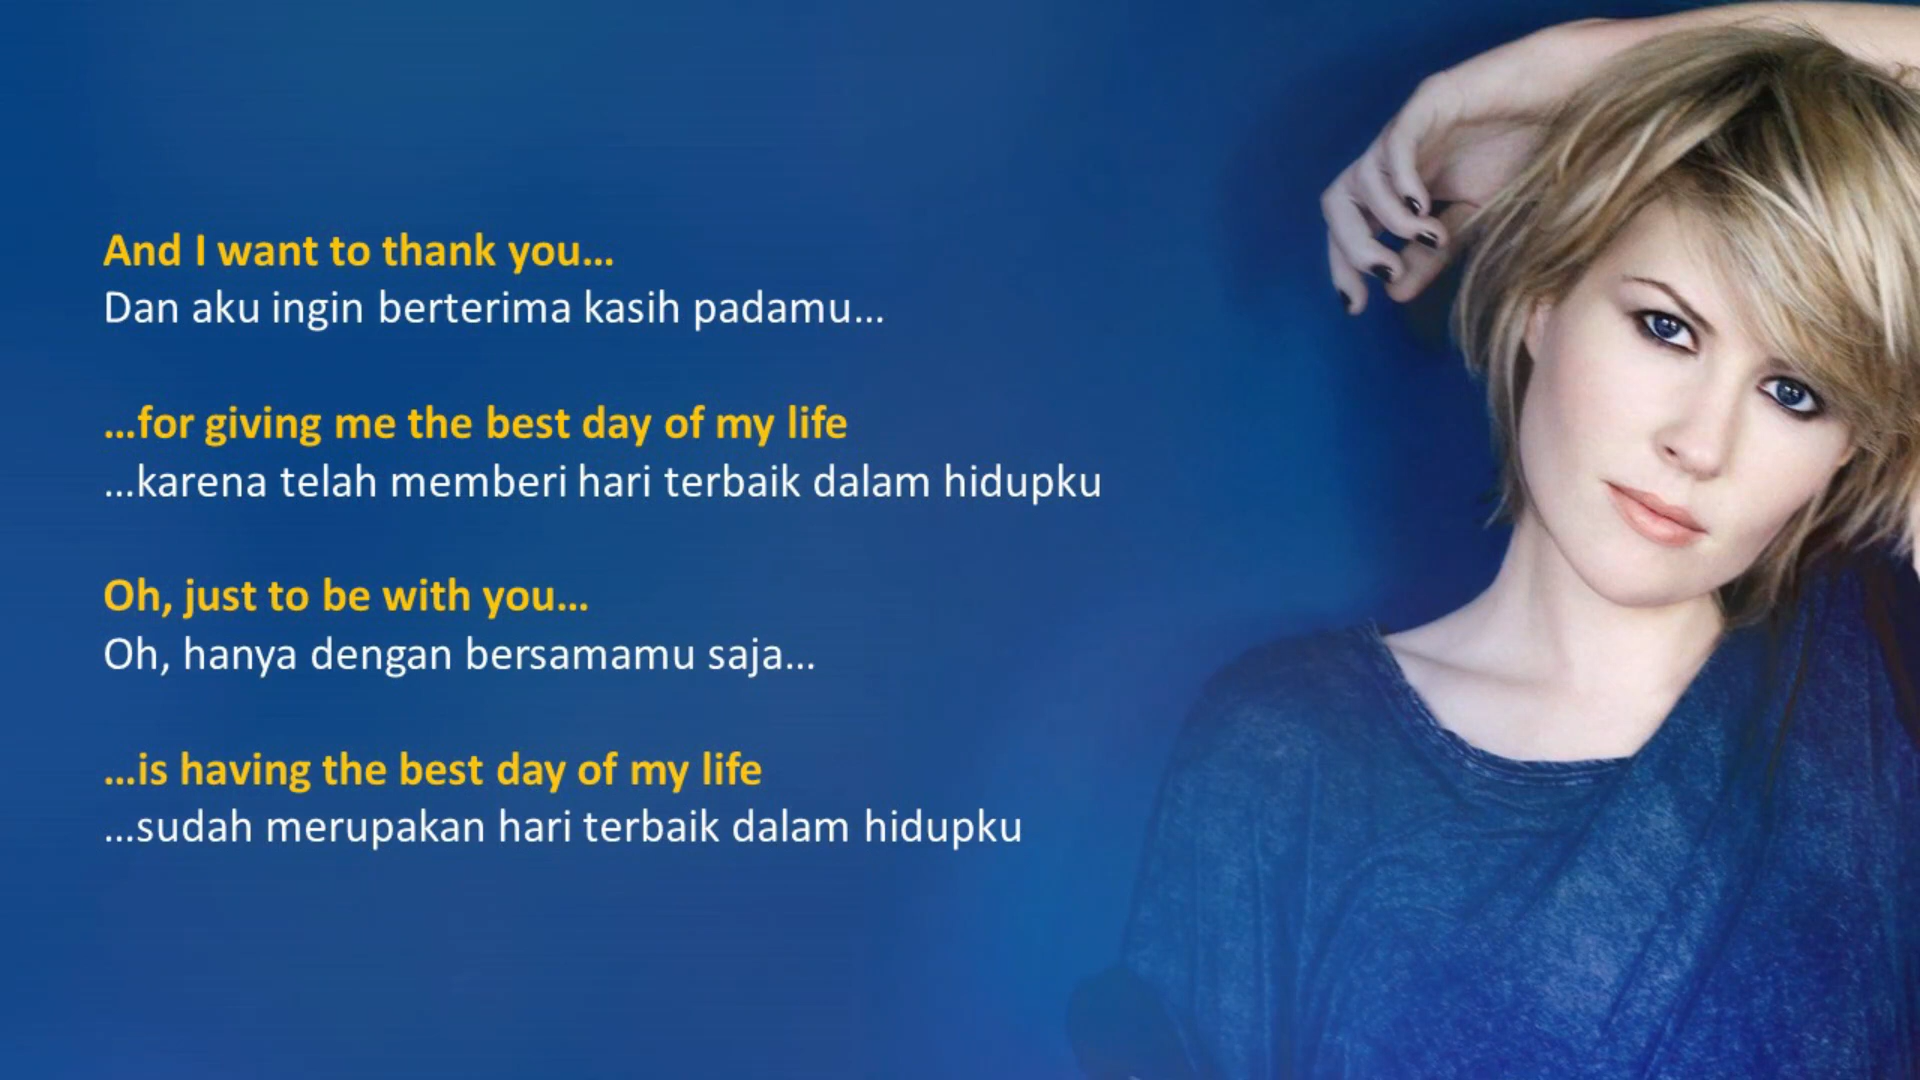 And I want to thank you...
Dan aku ingin berterima kasih padamu...
...for giving me the best day of my life
...karena telah memberi hari terbaik dalam hidupku
Oh, just to be with you...
Oh, hanya dengan bersamamu saja...
...is having the best day of my life
...sudah merupakan hari terbaik dalam hidupku